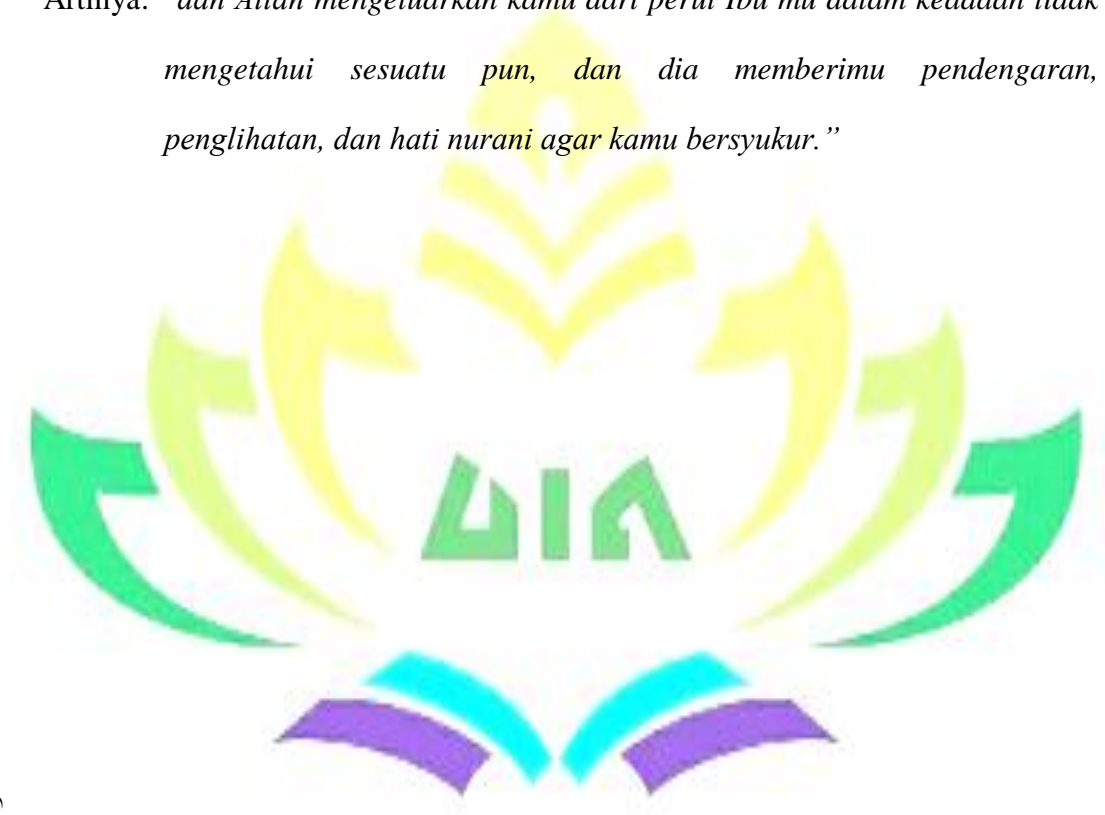 Artinya: “dan Allah mengeluarkan kamu dari perut Ibu mu dalam keadaan tidak
mengetahui sesuatu pun, dan dia memberimu pendengaran,
penglihatan, dan hati nurani agar kamu bersyukur.”
UIN